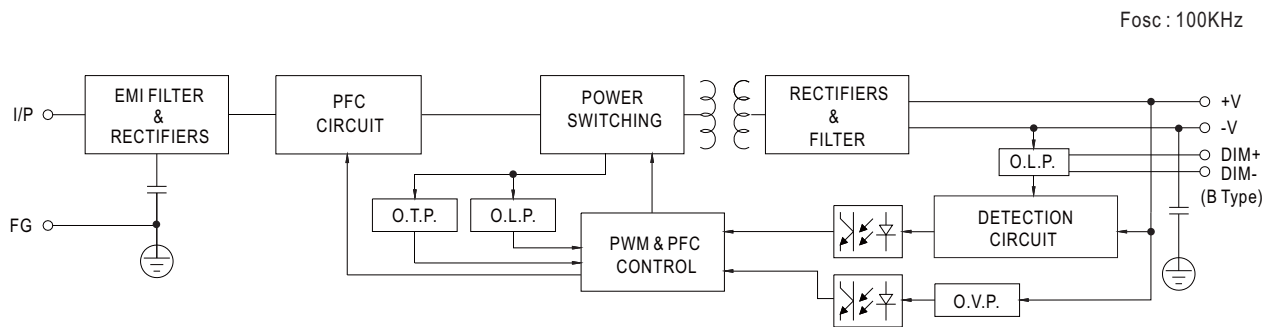 Fosc : 100KHz
I/P
EMI FILTER
&
RECTIFIERS
PFC
CIRCUIT
POWER
SWITCHING
RECTIFIERS
&
FILTER
+V
-V
DIM+
DIM-
(B Type)
O.L.P.
FG
O.T.P.
O.L.P.
PWM & PFC
CONTROL
DETECTION
CIRCUIT
O.V.P.